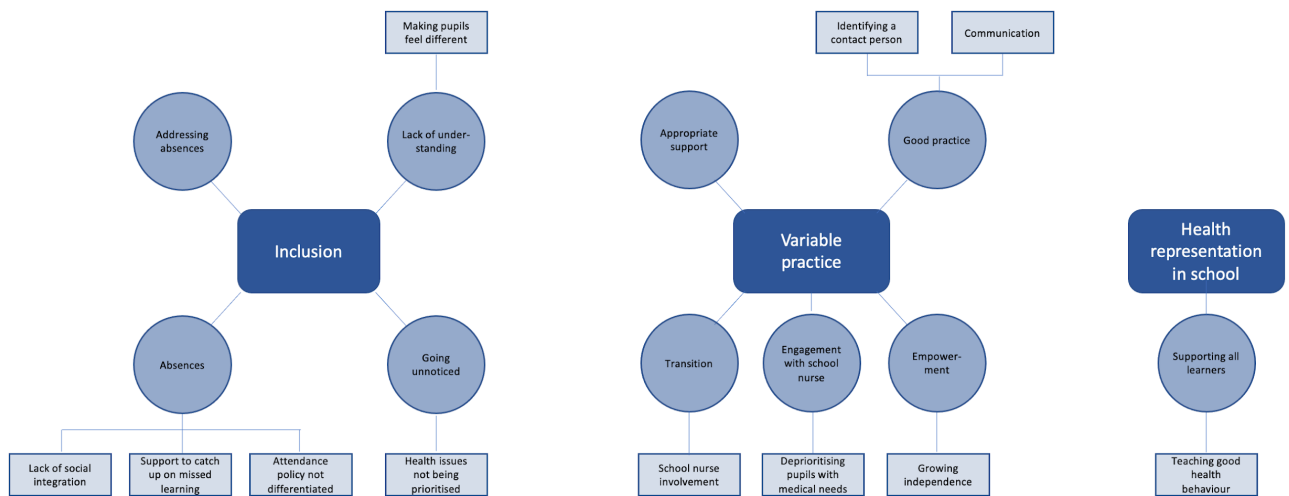 Making pupils
feel different
Identifying a
contact person
Communication
Addressing
absences
Lack of under-
standing
Appropriate
support
Good practice
Inclusion
Variable
practice
Health
representation
in school
Absences
Going
unnoticed
Transition
Engagement
with school
nurse
Empower-
ment
Supporting all
learners
Lack of social
integration
Support to catch
up on missed
learning
Attendance
policy not
differentiated
Health issues
not being
prioritised
School nurse
involvement
Deprioritising
pupils with
medical needs
Growing
independence
Teaching good
health
behaviour